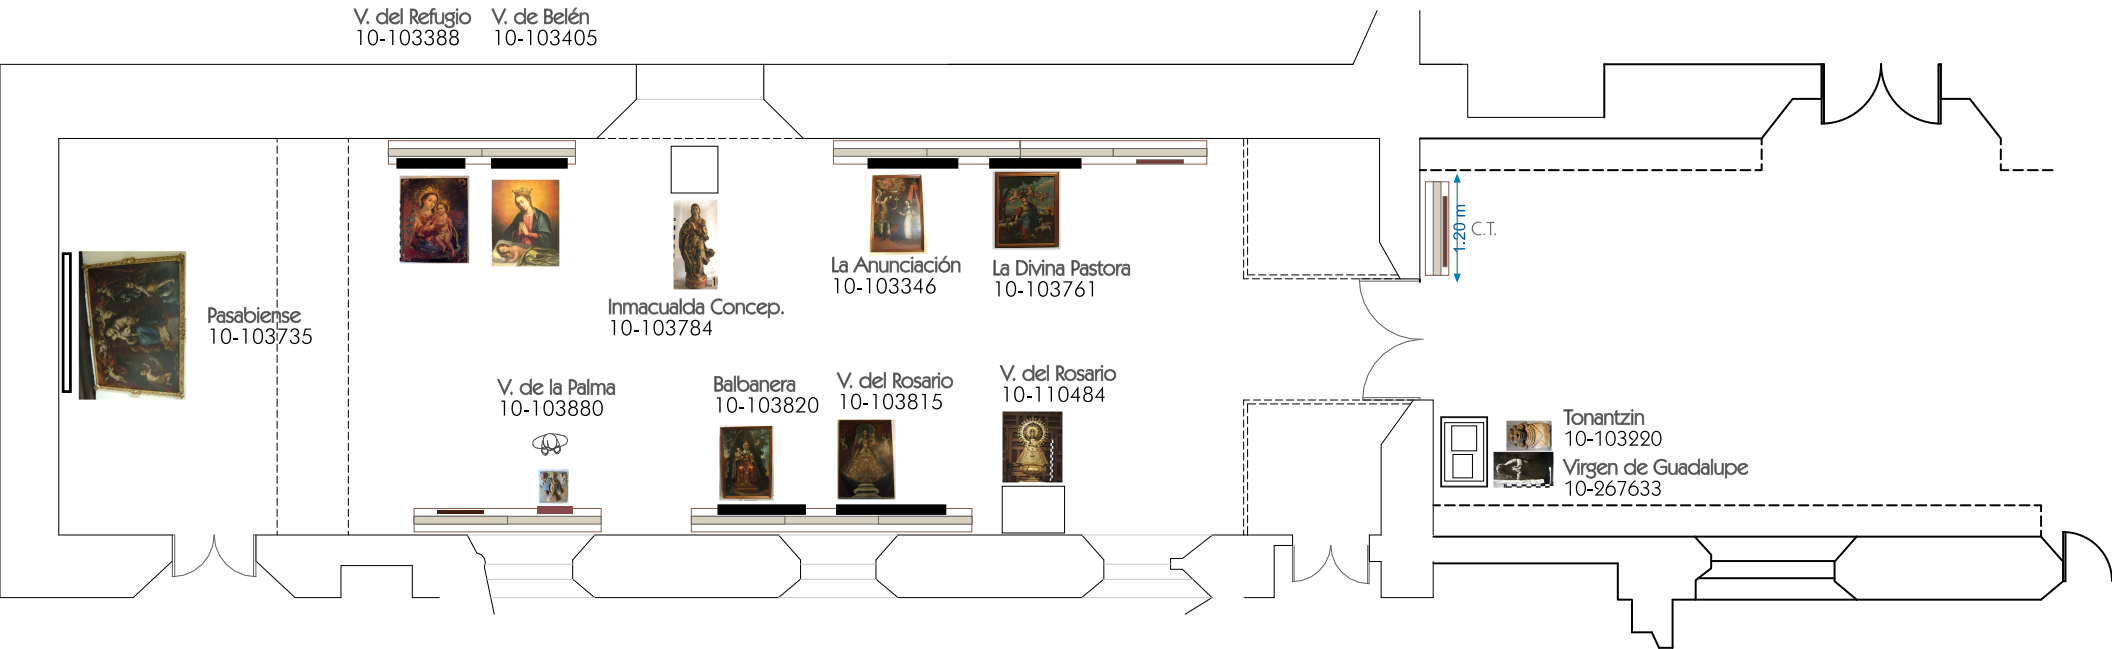 V. del Refugio
10-103388
V. de Belén
10-103405
Pasabiense
10-103735
Inmacualda Concep.
10-103784
La Anunciación
10-103346
La Divina Pastora
10-103761
1.20 m
C.T.
V. de la Palma
10-103880
Balbanera
10-103820
V. del Rosario
10-103815
V. del Rosario
10-110484
Tonantzin
10-103220
Virgen de Guadalupe
10-267633